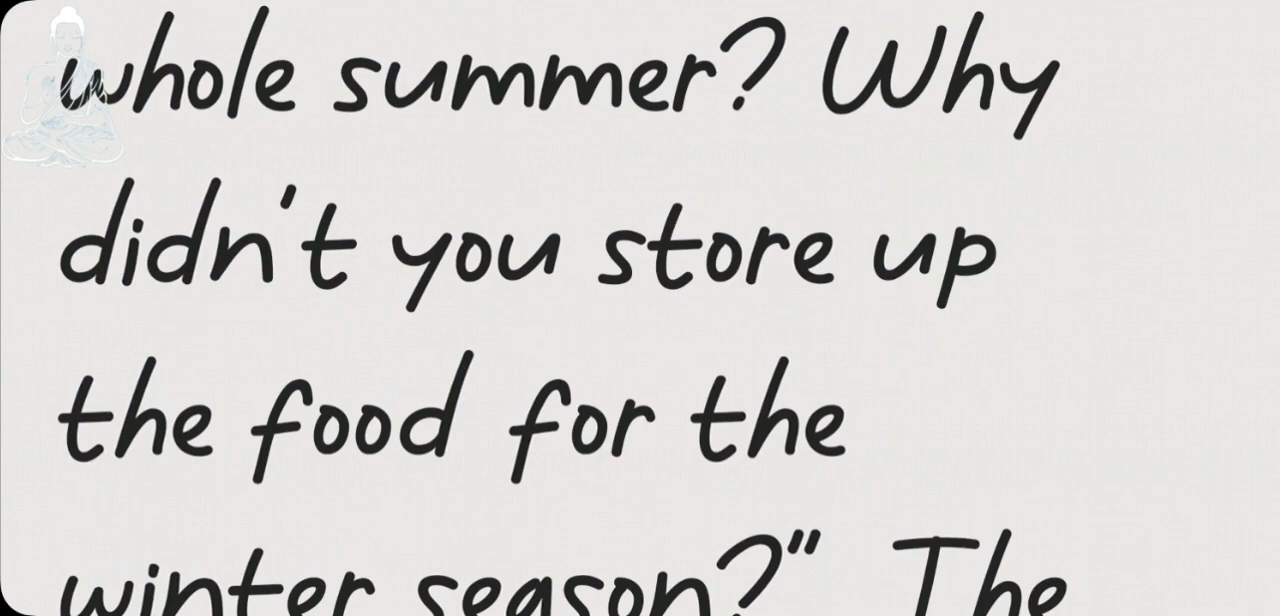 whole summer? Why
didn't you store up
the food for the
winter season?" The